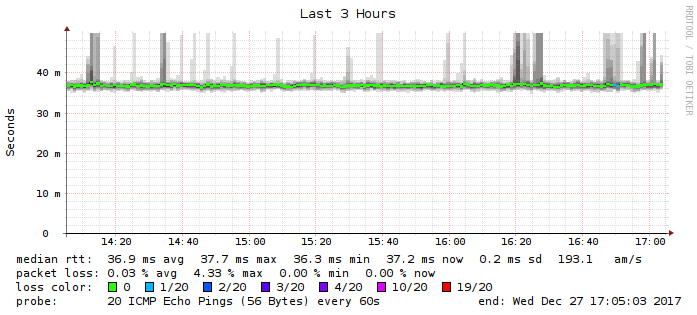 Last 3 Hours
RRDTOOL / TOBI OETIKER
Seconds
40 m
30 m
20 m
10 m
0
14:20 14:40 15:00 15:20 15:40 16:00 16:20 16:40 17:00
median rtt: 36.9 ms avg 37.7 ms max 36.3 ms min 37.2 ms now 0.2 ms sd 193.1 am/s
packet loss: 0.03 % avg 4.33 % max 0.00 % min 0.00 % now
loss color: 0 1/20 2/20 3/20 4/20 10/20 19/20
probe: 20 ICMP Echo Pings (56 Bytes) every 60s end: Wed Dec 27 17:05:03 2017